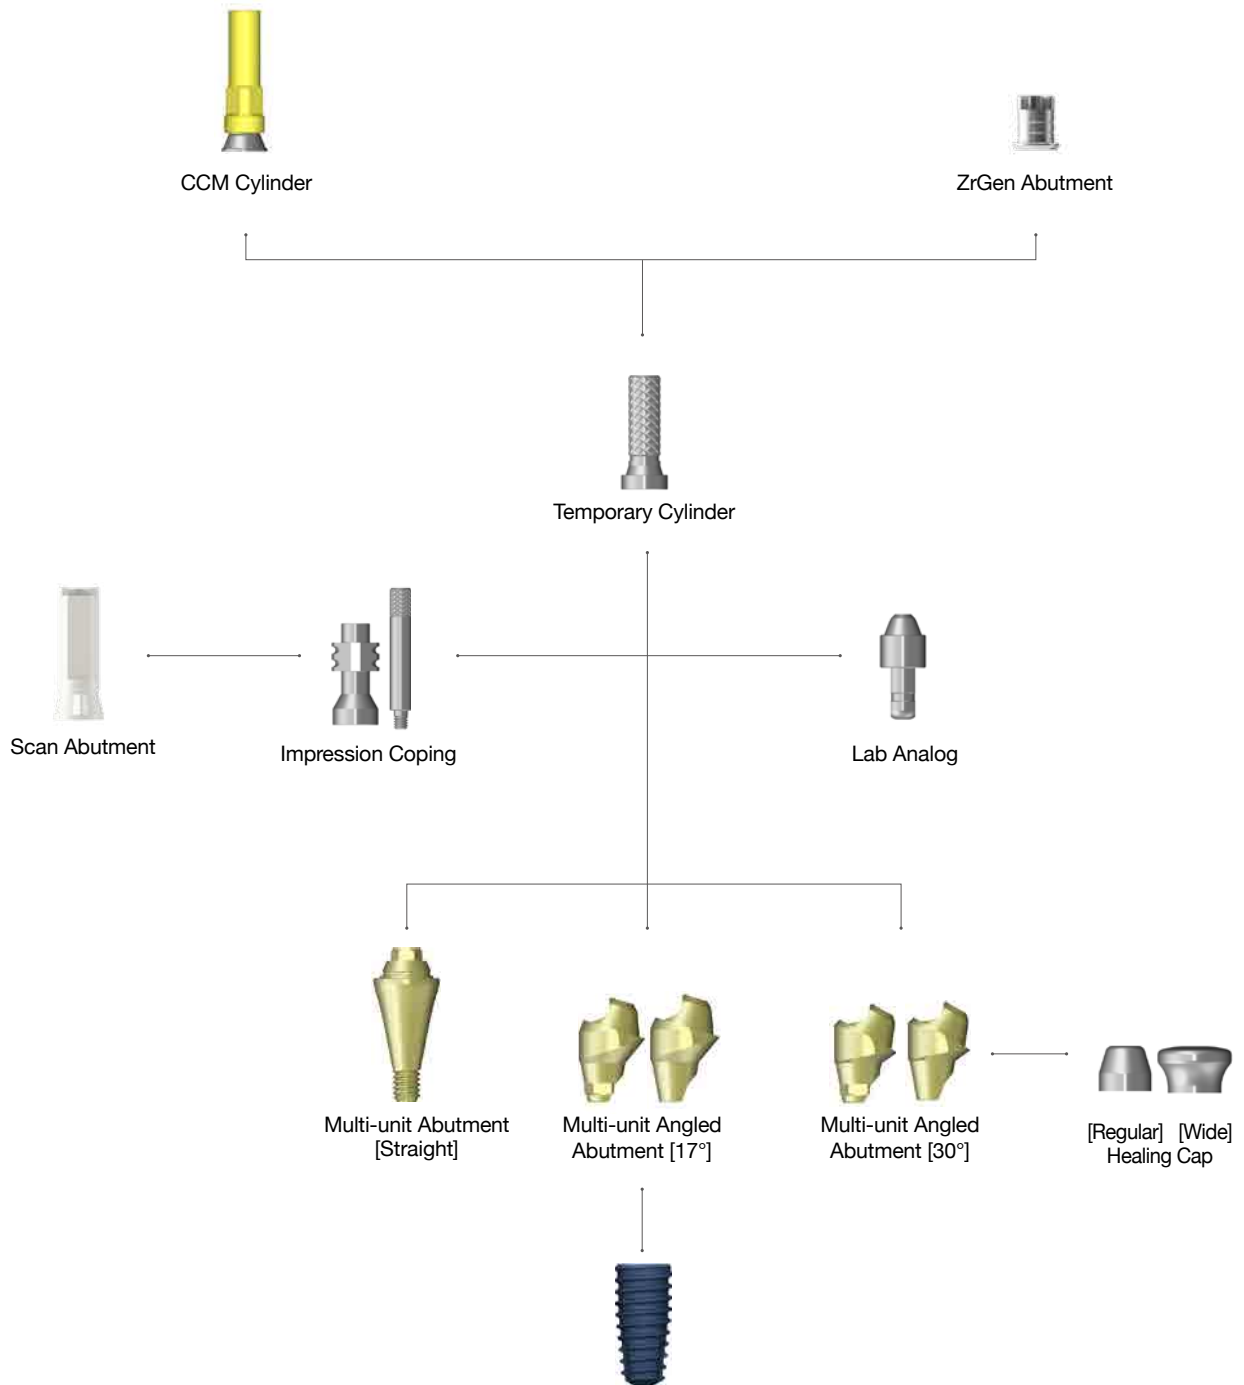 CCM Cylinder
ZrGen Abutment
Temporary Cylinder
Scan Abutment
Impression Coping
Lab Analog
Multi-unit Abutment
[Straight]
Multi-unit Angled
Abutment [17°]
Multi-unit Angled
Abutment [30°]
[Regular] [Wide]
Healing Cap